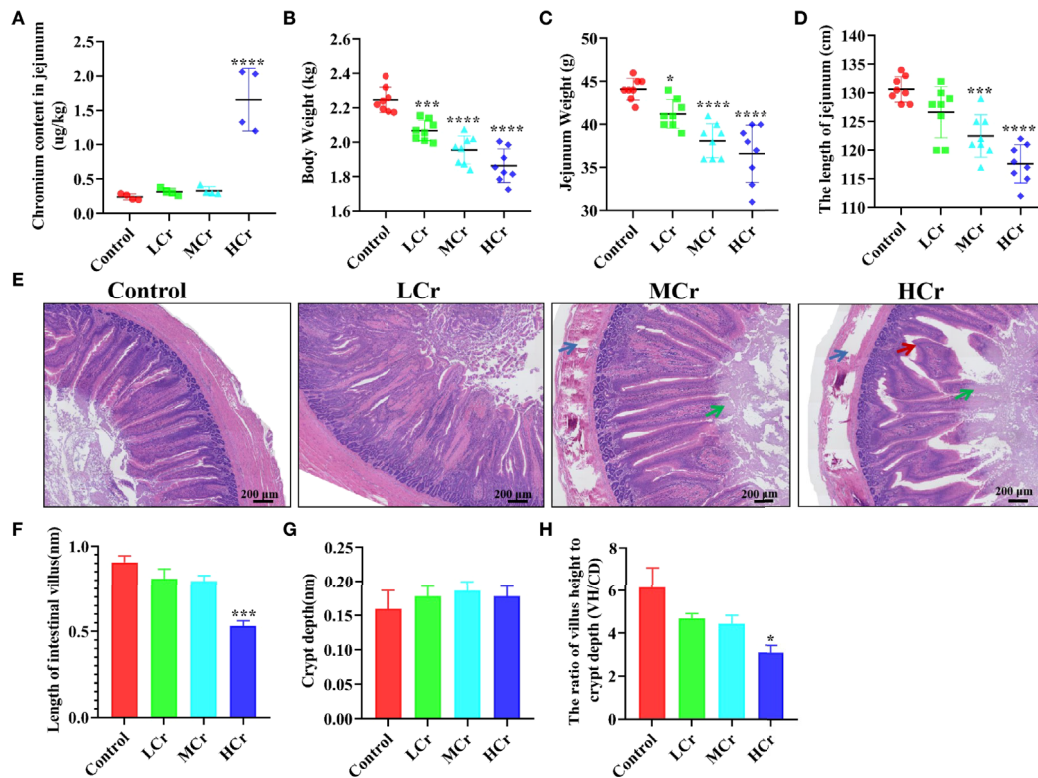 A
Chromium content in jejunum
(ug/kg)
2.5
2.0
1.5
1.0
0.5
0.0
****
Control
LCr
MCr
HCr
B
Body Weight (kg)
2.6
2.4
2.2
2.0
1.8
1.6
***
****
****
Control
LCr
MCr
HCr
C
Jejunum Weight (g)
50
45
40
35
30
*
****
****
Control
LCr
MCr
HCr
D
The length of jejunum (cm)
140
130
120
110
***
****
Control
LCr
MCr
HCr
E
Control
LCr
MCr
HCr
200 μm
200 μm
200 μm
200 μm
F
Length of intestinal villus(nm)
1.0
0.5
0.0
***
Control
LCr
MCr
HCr
G
Crypt depth(nm)
0.25
0.20
0.15
0.10
0.05
0.00
Control
LCr
MCr
HCr
H
The ratio of villus height to
crypt depth (VH/CD)
8
6
4
2
0
*
Control
LCr
MCr
HCr